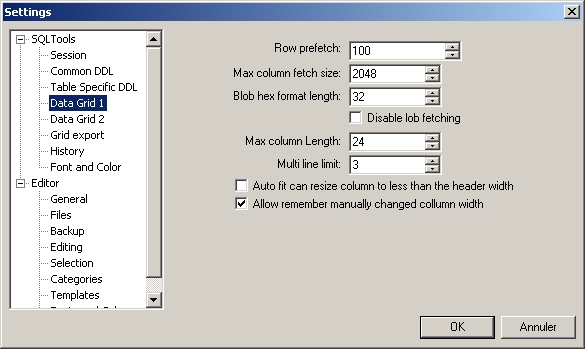 Settings
SQLTools
Session
Common DDL
Table Specific DDL
Data Grid 1
Data Grid 2
Grid export
History
Font and Color
Editor
General
Files
Backup
Editing
Selection
Categories
Templates
Row prefetch: 100
Max column fetch size: 2048
Blob hex format length: 32
Disable lob fetching
Max column Length: 24
Multi line limit: 3
Auto fit can resize column to less than the header width
Allow remember manually changed collumn width
OK
Annuler